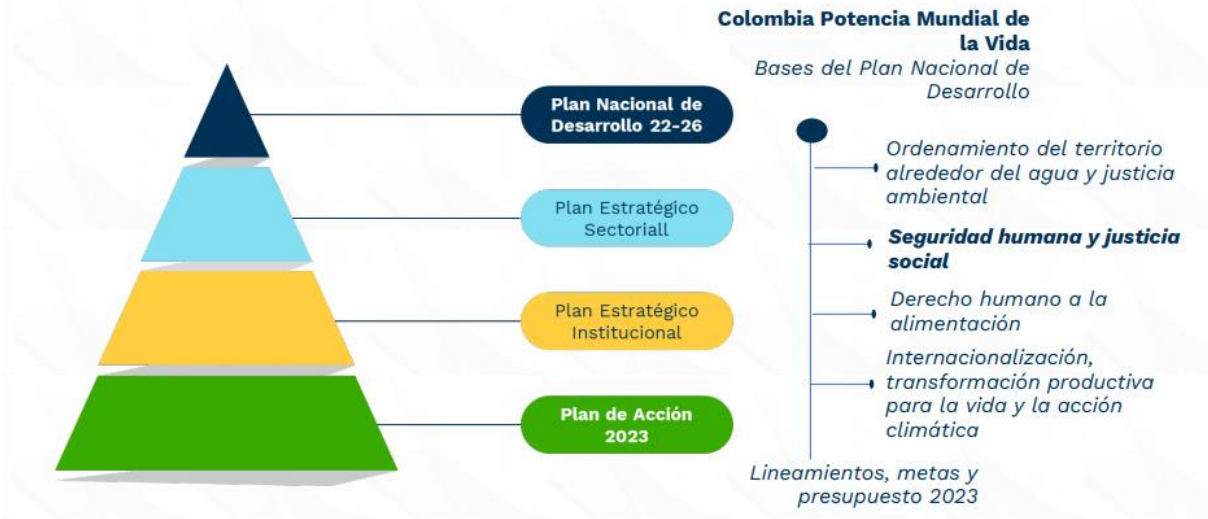 Plan Nacional de
Desarrollo 22-26
Plan Estratégico
Sectoriall
Plan Estratégico
Institucional
Plan de Acción
2023
Colombia Potencia Mundial de
la Vida
Bases del Plan Nacional de
Desarrollo
Ordenamiento del territorio
alrededor del agua y justicia
ambiental
Seguridad humana y justicia
social
Derecho humano a la
alimentación
Internacionalización,
transformación productiva
para la vida y la acción
climática
Lineamientos, metas y
presupuesto 2023